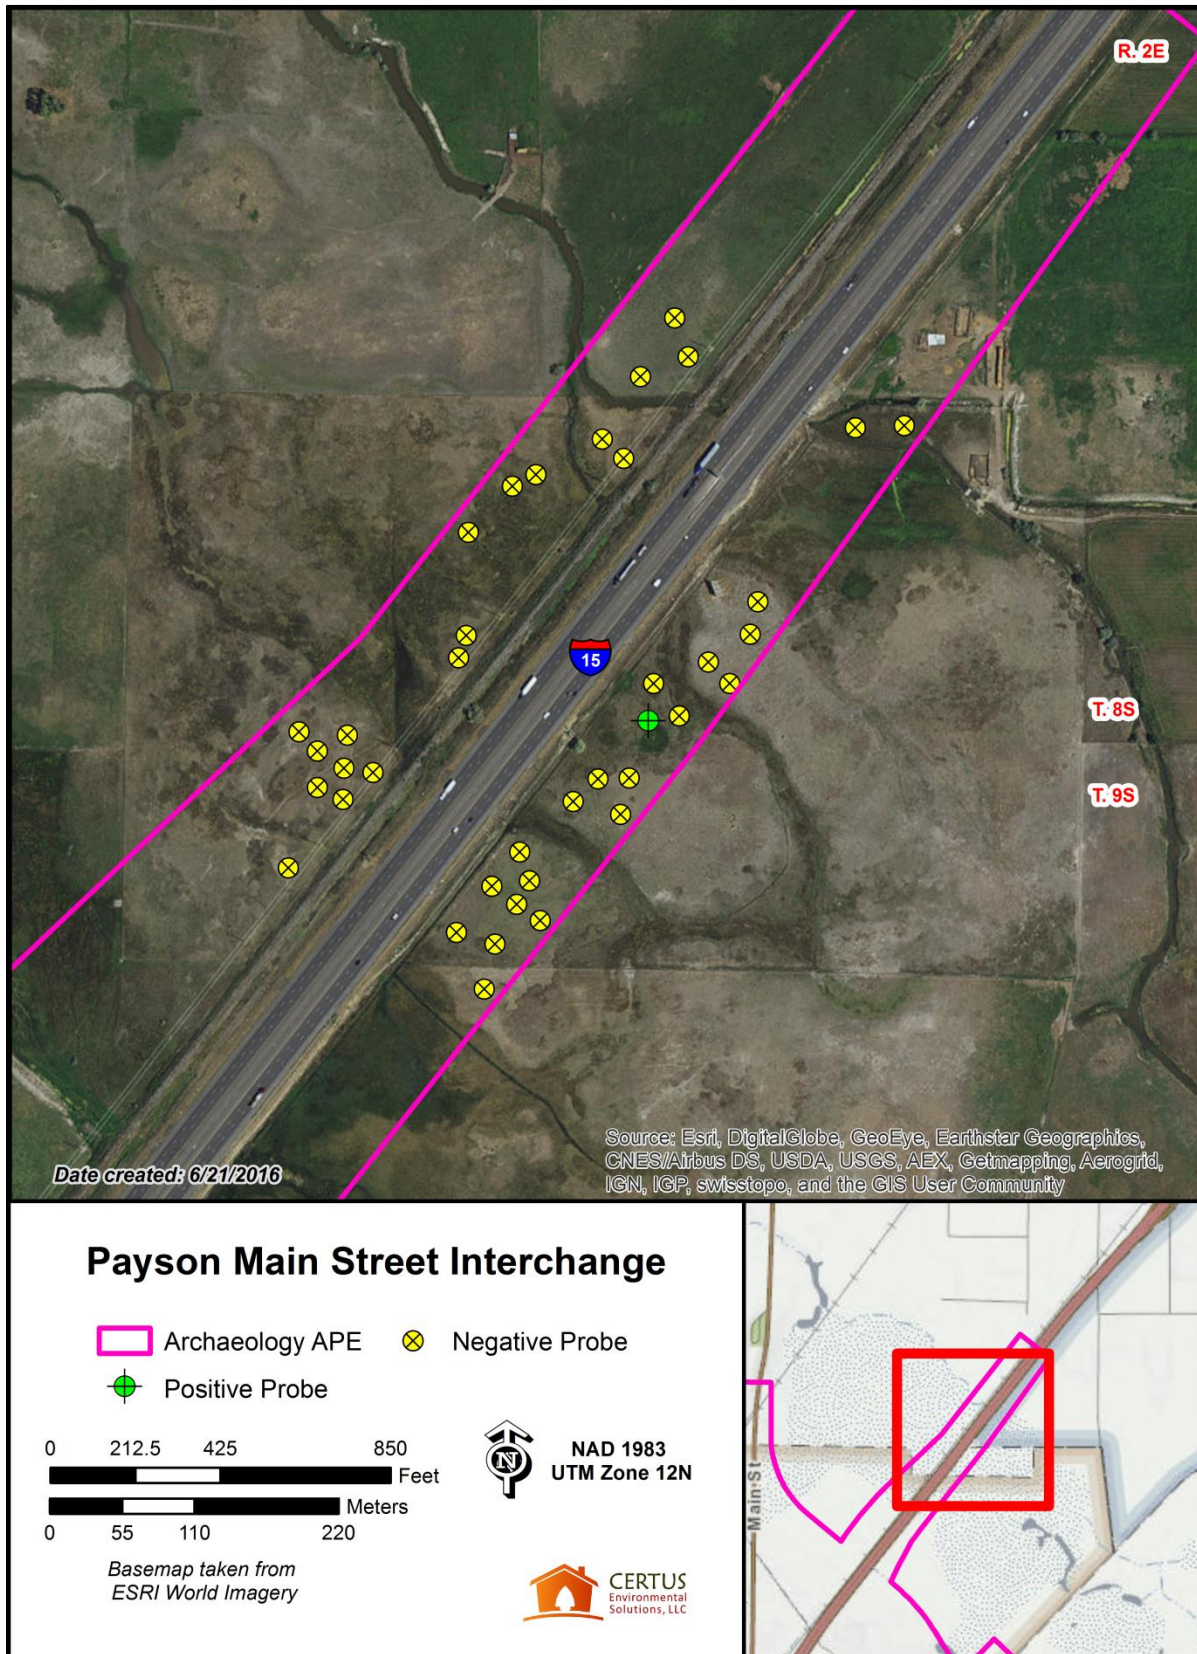 R. 2E
15
T. 8S
T. 9S
Source: Esri, DigitalGlobe, GeoEye, Earthstar Geographics,
CNES/Airbus DS, USDA, USGS, AEX, Getmapping, Aerogrid,
IGN, IGP, swisstopo, and the GIS User Community
Date created: 6/21/2016
Payson Main Street Interchange
Archaeology APE
Negative Probe
Positive Probe
0 212.5 425 850
Feet
Meters
0 55 110 220
N
NAD 1983
UTM Zone 12N
Basemap taken from
ESRI World Imagery
CERTUS
Environmental
Solutions, LLC
Main St